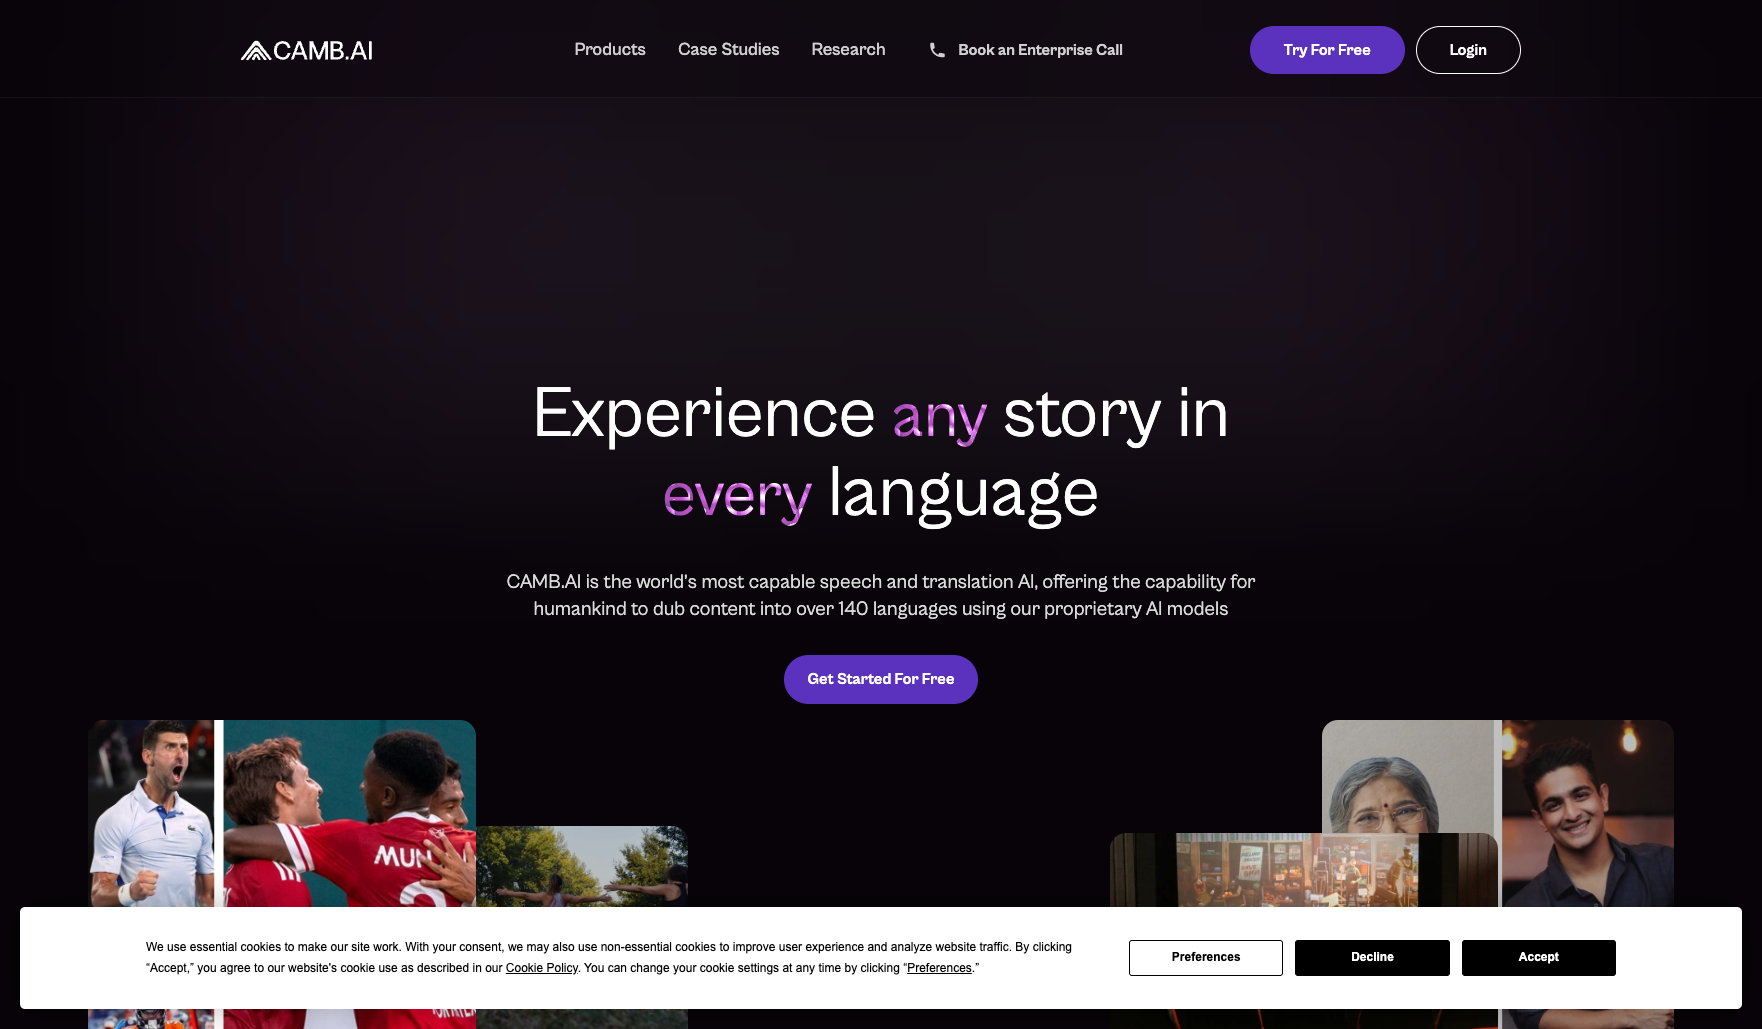 CAMB.AI
Products
Case Studies
Research
Book an Enterprise Call
Try For Free
Login
Experience any story in
every language
CAMB.AI is the world's most capable speech and translation AI, offering the capability for
humankind to dub content into over 140 languages using our proprietary AI models
Get Started For Free
MUN
We use essential cookies to make our site work. With your consent, we may also use non-essential cookies to improve user experience and analyze website traffic. By clicking
“Accept,” you agree to our website's cookie use as described in our Cookie Policy. You can change your cookie settings at any time by clicking “Preferences.”
Preferences
Decline
Accept